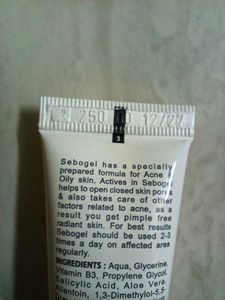 250 12/27
3
Sebogel has a specially
prepared formula for Acne &
Oily skin. Actives in Sebogel
helps to open closed skin pores
& also takes care of other
factors related to acne, as a
result you get pimple free
radiant skin. For best results
Sebogel should be used 2-3
times a day on affected area
regularly.
INGREDIENTS : Aqua, Glycerine,
Vitamin B3, Propylene Glycol,
Salicylic Acid, Aloe Vera,
Allentoin, 1,3-Dimethylol-5,5-